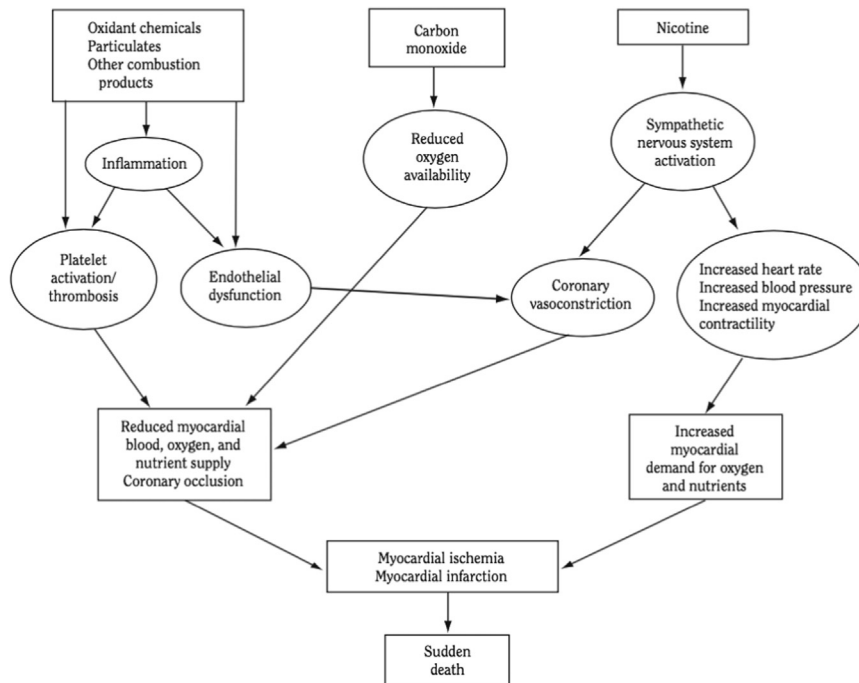 Oxidant chemicals
Particulates
Other combustion
products
Carbon
monoxide
Nicotine
Inflammation
Reduced
oxygen
availability
Sympathetic
nervous system
activation
Platelet
activation/
thrombosis
Endothelial
dysfunction
Coronary
vasoconstriction
Increased heart rate
Increased blood pressure
Increased myocardial
contractility
Reduced myocardial
blood, oxygen, and
nutrient supply
Coronary occlusion
Increased
myocardial
demand for oxygen
and nutrients
Myocardial ischemia
Myocardial infarction
Sudden
death